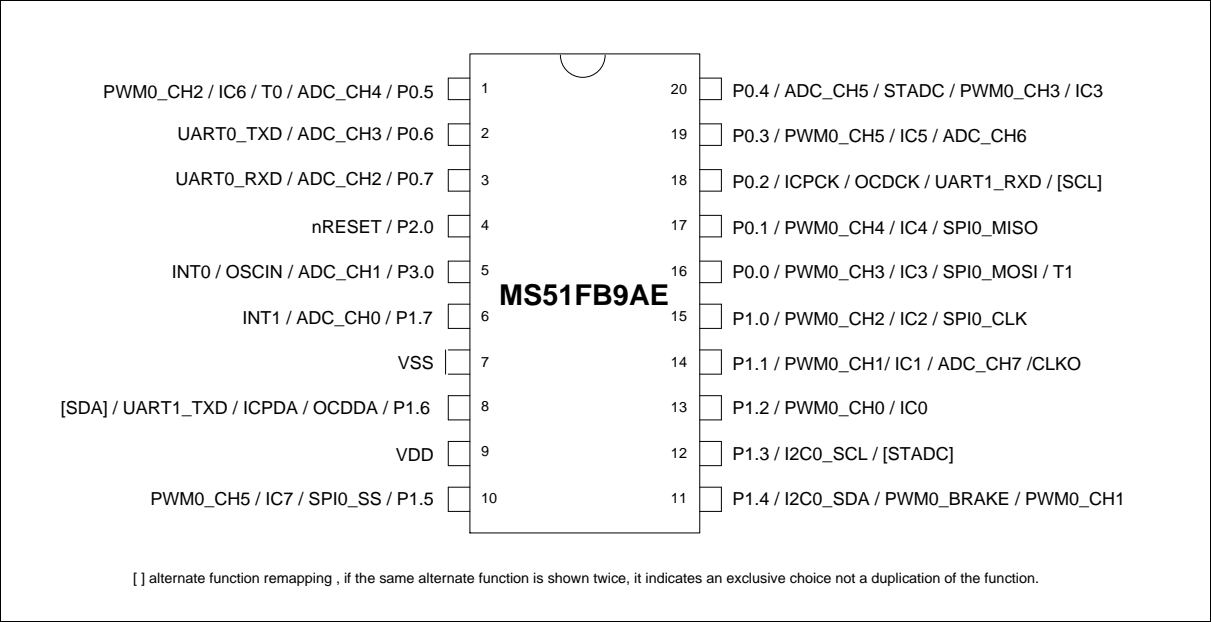 PWM0_CH2 / IC6 / T0 / ADC_CH4 / P0.5 1 20 P0.4 / ADC_CH5 / STADC / PWM0_CH3 / IC3
UART0_TXD / ADC_CH3 / P0.6 2 19 P0.3 / PWM0_CH5 / IC5 / ADC_CH6
UART0_RXD / ADC_CH2 / P0.7 3 18 P0.2 / ICPCK / OCDCK / UART1_RXD / [SCL]
nRESET / P2.0 4 17 P0.1 / PWM0_CH4 / IC4 / SPI0_MISO
INT0 / OSCIN / ADC_CH1 / P3.0 5 16 P0.0 / PWM0_CH3 / IC3 / SPI0_MOSI / T1
MS51FB9AE
INT1 / ADC_CH0 / P1.7 6 15 P1.0 / PWM0_CH2 / IC2 / SPI0_CLK
VSS 7 14 P1.1 / PWM0_CH1/ IC1 / ADC_CH7 /CLKO
[SDA] / UART1_TXD / ICPDA / OCDDA / P1.6 8 13 P1.2 / PWM0_CH0 / IC0
VDD 9 12 P1.3 / I2C0_SCL / [STADC]
PWM0_CH5 / IC7 / SPI0_SS / P1.5 10 11 P1.4 / I2C0_SDA / PWM0_BRAKE / PWM0_CH1
[ ] alternate function remapping , if the same alternate function is shown twice, it indicates an exclusive choice not a duplication of the function.